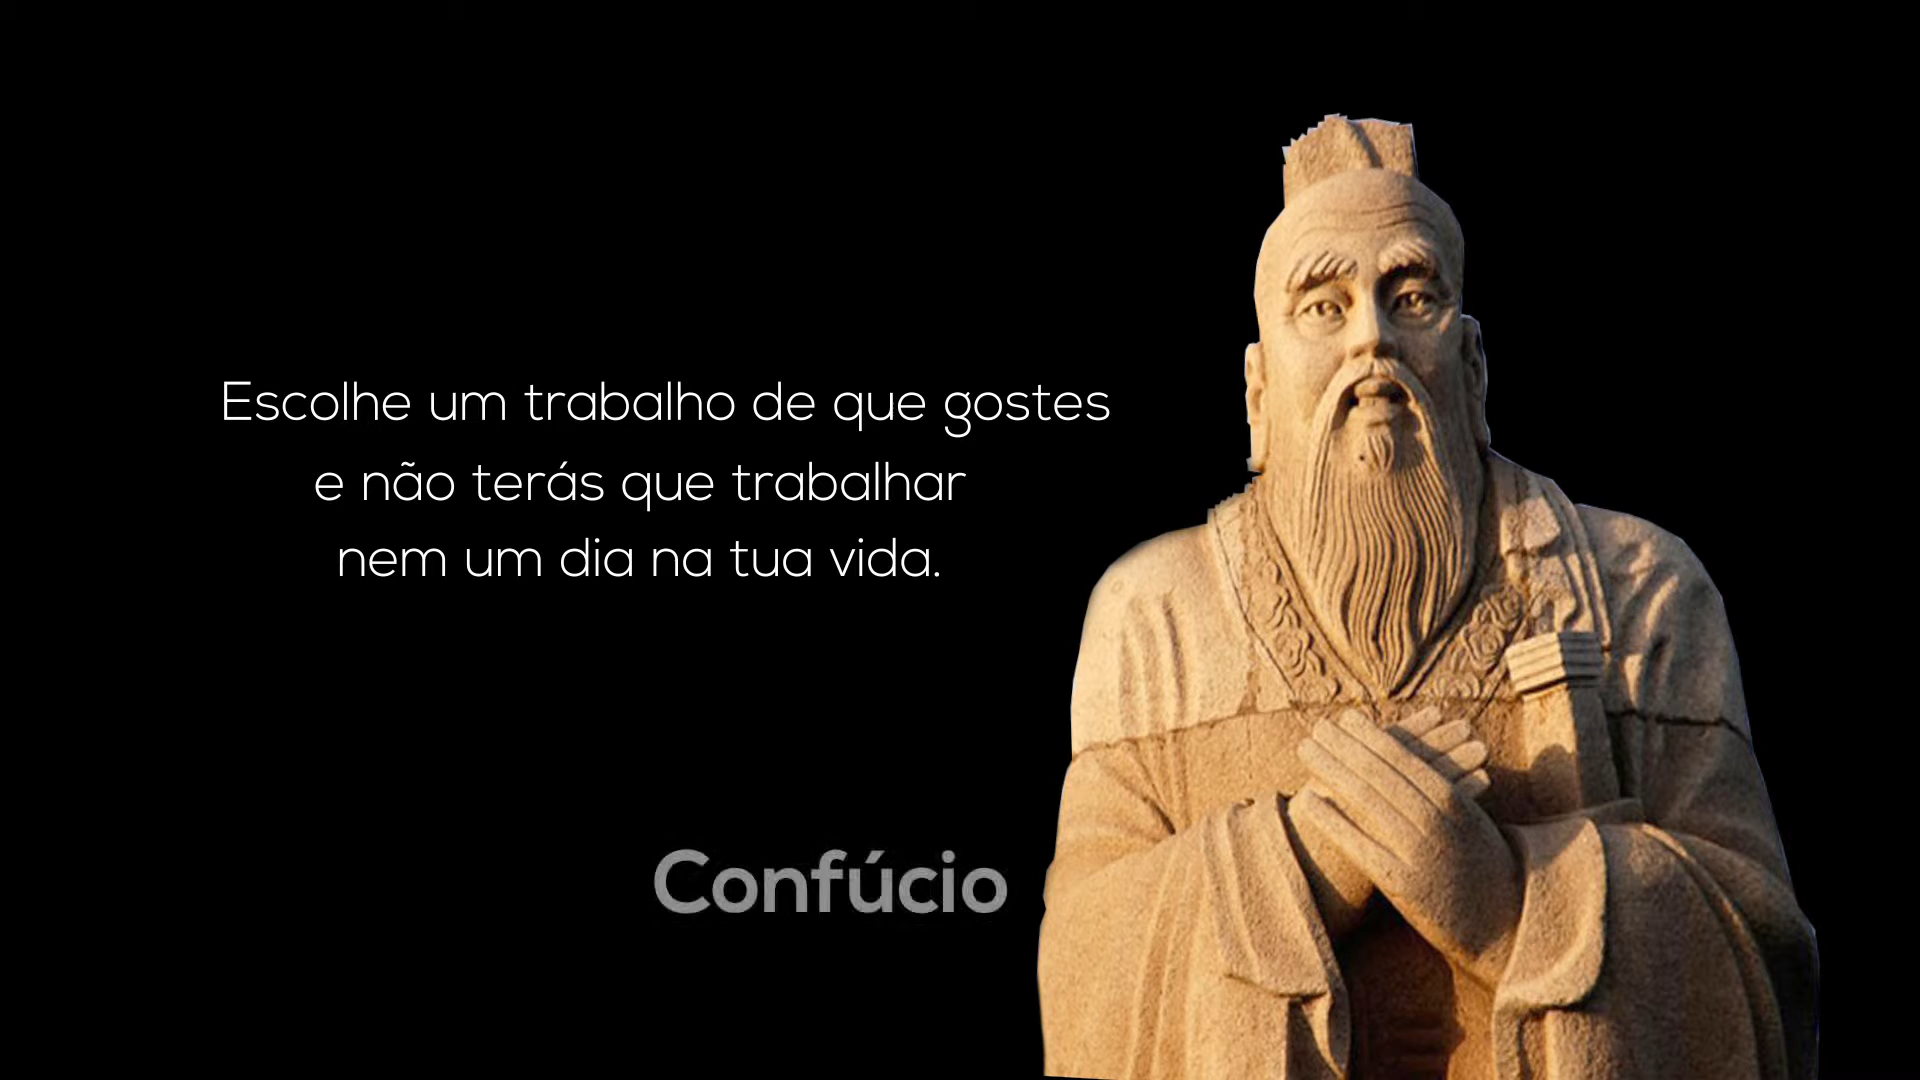 Escolhe um trabalho de que gostes
e não terás que trabalhar
nem um dia na tua vida.
Confúcio